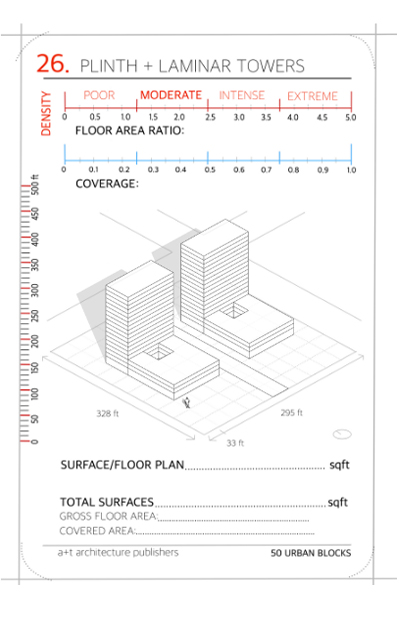 26. PLINTH + LAMINAR TOWERS
DENSITY
POOR MODERATE INTENSE EXTREME
0 0.5 1.0 1.5 2.0 2.5 3.0 3.5 4.0 4.5 5.0
FLOOR AREA RATIO:
0 0.1 0.2 0.3 0.4 0.5 0.6 0.7 0.8 0.9 1.0
COVERAGE:
500 ft
450
400
350
300
250
200
150
100
50
0
328 ft
295 ft
33 ft
SURFACE/FLOOR PLAN........................................ sqft
TOTAL SURFACES..................................................sqft
GROSS FLOOR AREA:..................................................
COVERED AREA:..........................................................
a+t architecture publishers 50 URBAN BLOCKS